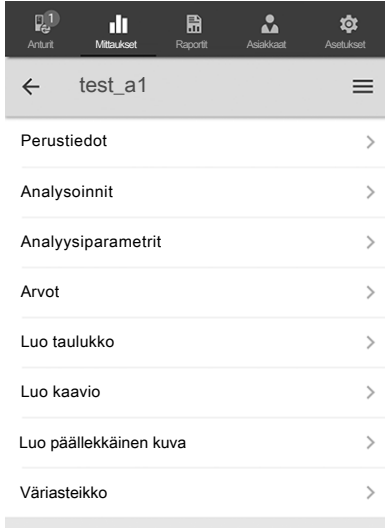 1
Anturit Mittaukset Raportit Asiakkaat Asetukset
test_a1
Perustiedot
Analysoinnit
Analyysiparametrit
Arvot
Luo taulukko
Luo kaavio
Luo päällekkäinen kuva
Väriasteikko